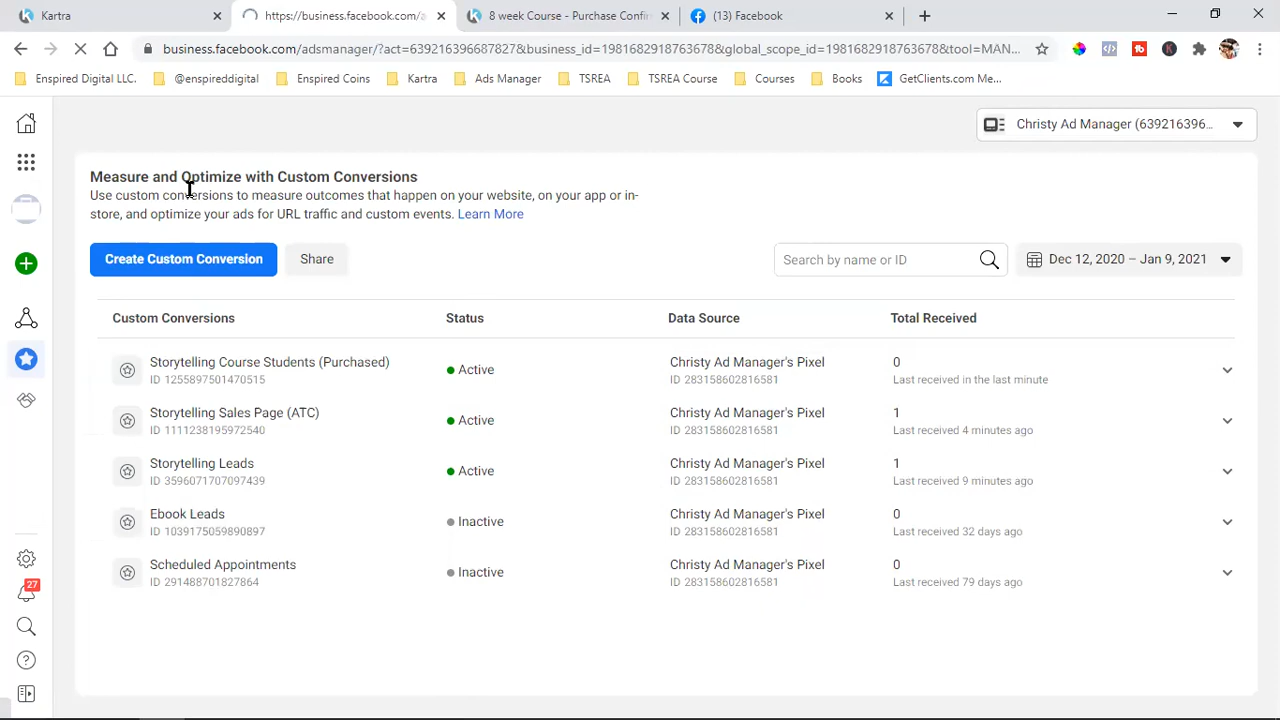 Kartra
https://business.facebook.com/a
8 week Course - Purchase Confir
(13) Facebook
business.facebook.com/adsmanager/?act=639216396687827&business_id=1981682918763678&global_scope_id=1981682918763678&tool=MAN...
Enspired Digital LLC.
@enspireddigital
Enspired Coins
Kartra
Ads Manager
TSREA
TSREA Course
Courses
Books
GetClients.com Me...
Christy Ad Manager (639216396...
Measure and Optimize with Custom Conversions
Use custom conversions to measure outcomes that happen on your website, on your app or in-
store, and optimize your ads for URL traffic and custom events. Learn More
Create Custom Conversion
Share
Search by name or ID
Dec 12, 2020 – Jan 9, 2021
Custom Conversions
Status
Data Source
Total Received
Storytelling Course Students (Purchased)
ID 1255897501470515
Active
Christy Ad Manager's Pixel
ID 283158602816581
0
Last received in the last minute
Storytelling Sales Page (ATC)
ID 1111238195972540
Active
Christy Ad Manager's Pixel
ID 283158602816581
1
Last received 4 minutes ago
Storytelling Leads
ID 3596071707097439
Active
Christy Ad Manager's Pixel
ID 283158602816581
1
Last received 9 minutes ago
Ebook Leads
ID 1039175059890897
Inactive
Christy Ad Manager's Pixel
ID 283158602816581
0
Last received 32 days ago
Scheduled Appointments
ID 291488701827864
Inactive
Christy Ad Manager's Pixel
ID 283158602816581
0
Last received 79 days ago
27